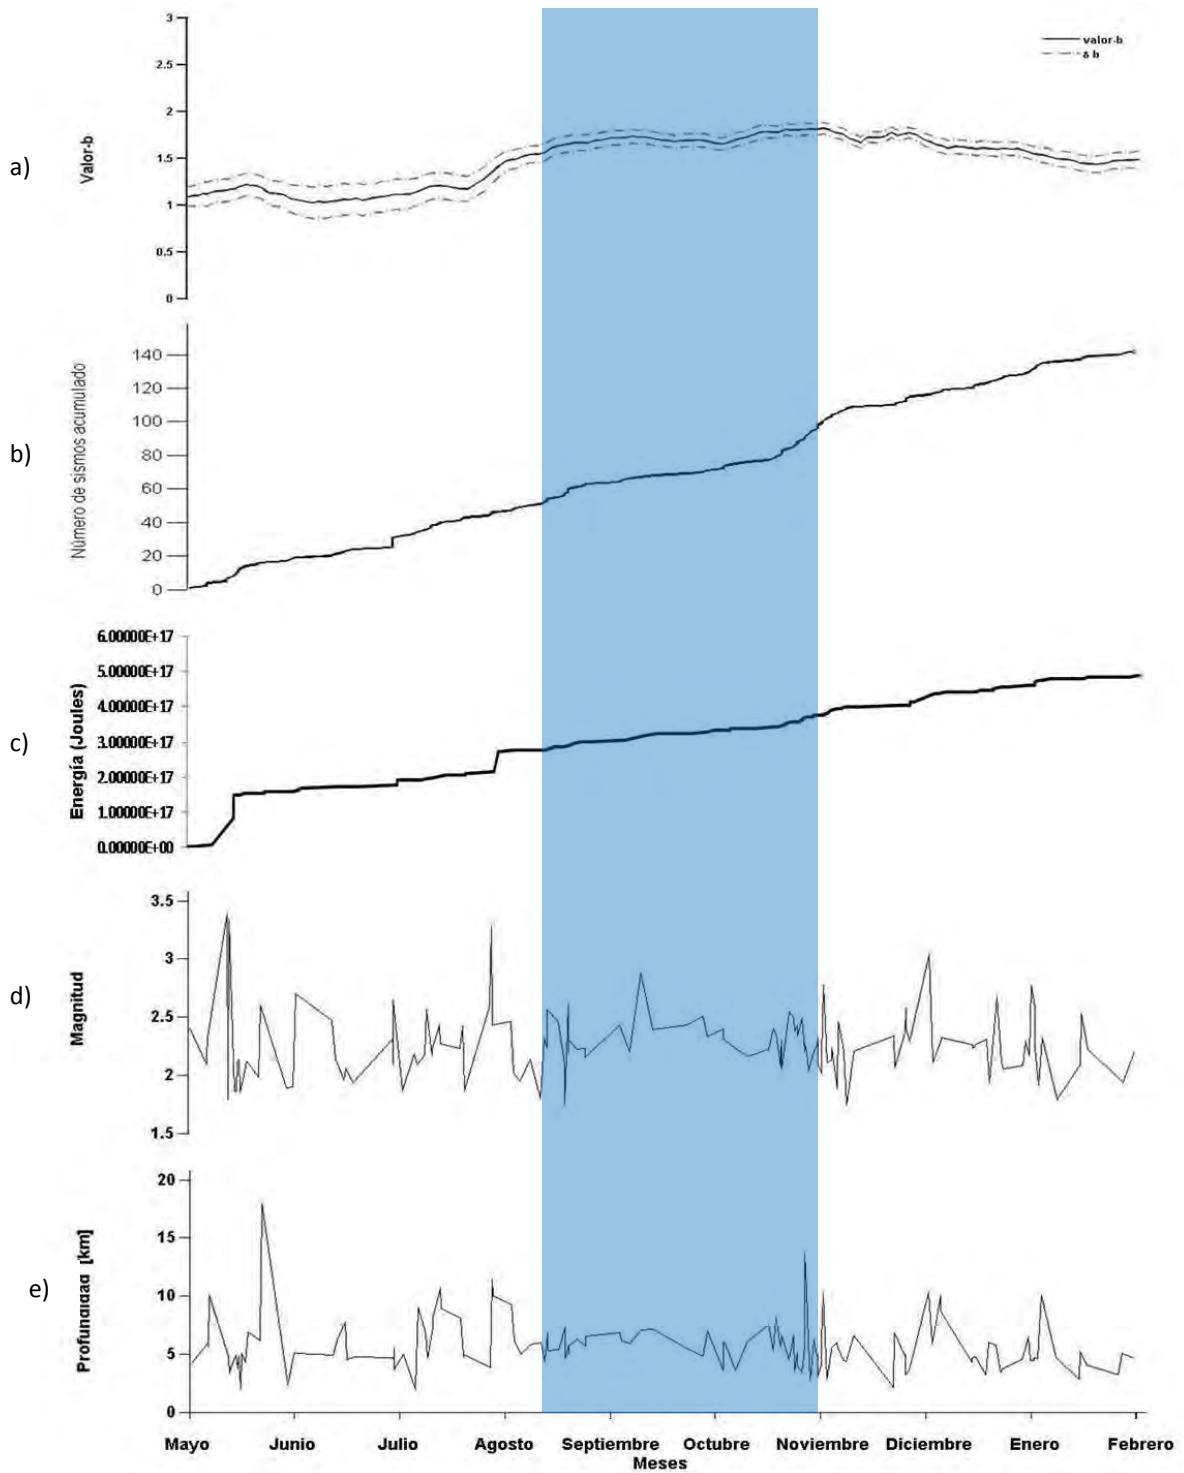 a)
Valor-b
3
2.5
2
1.5
1
0.5
0
valor-b
δ b
b)
Número de sismos acumulado
140
120
100
80
60
40
20
0
c)
Energía (Joules)
6.00000E+17
5.00000E+17
4.00000E+17
3.00000E+17
2.00000E+17
1.00000E+17
0.00000E+00
d)
Magnitud
3.5
3
2.5
2
1.5
e)
Profundidad [km]
20
15
10
5
0
Mayo Junio Julio Agosto Septiembre Octubre Noviembre Diciembre Enero Febrero
Meses